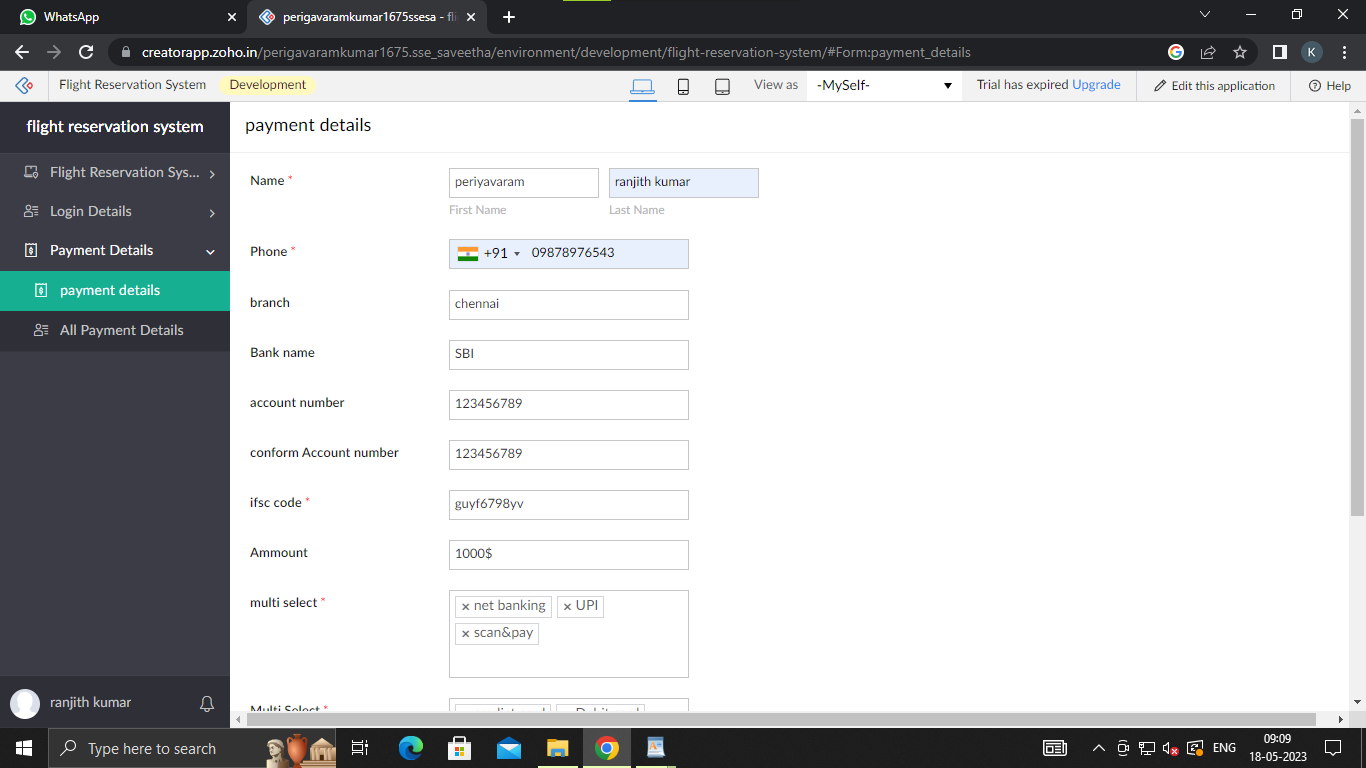 WhatsApp
perigavaramkumar1675ssesa - fli
creatorapp.zoho.in/perigavaramkumar1675.sse_saveetha/environment/development/flight-reservation-system/#Form:payment_details
K
Flight Reservation System
Development
View as
-MySelf-
Trial has expired Upgrade
Edit this application
Help
flight reservation system
Flight Reservation Sys...
Login Details
Payment Details
payment details
All Payment Details
ranjith kumar
payment details
Name *
periyavaram
ranjith kumar
First Name
Last Name
Phone *
+91
09878976543
branch
chennai
Bank name
SBI
account number
123456789
conform Account number
123456789
ifsc code *
guyf6798yv
Ammount
1000$
multi select *
× net banking
× UPI
× scan&pay
Multi Select *
Type here to search
ENG
09:09
18-05-2023